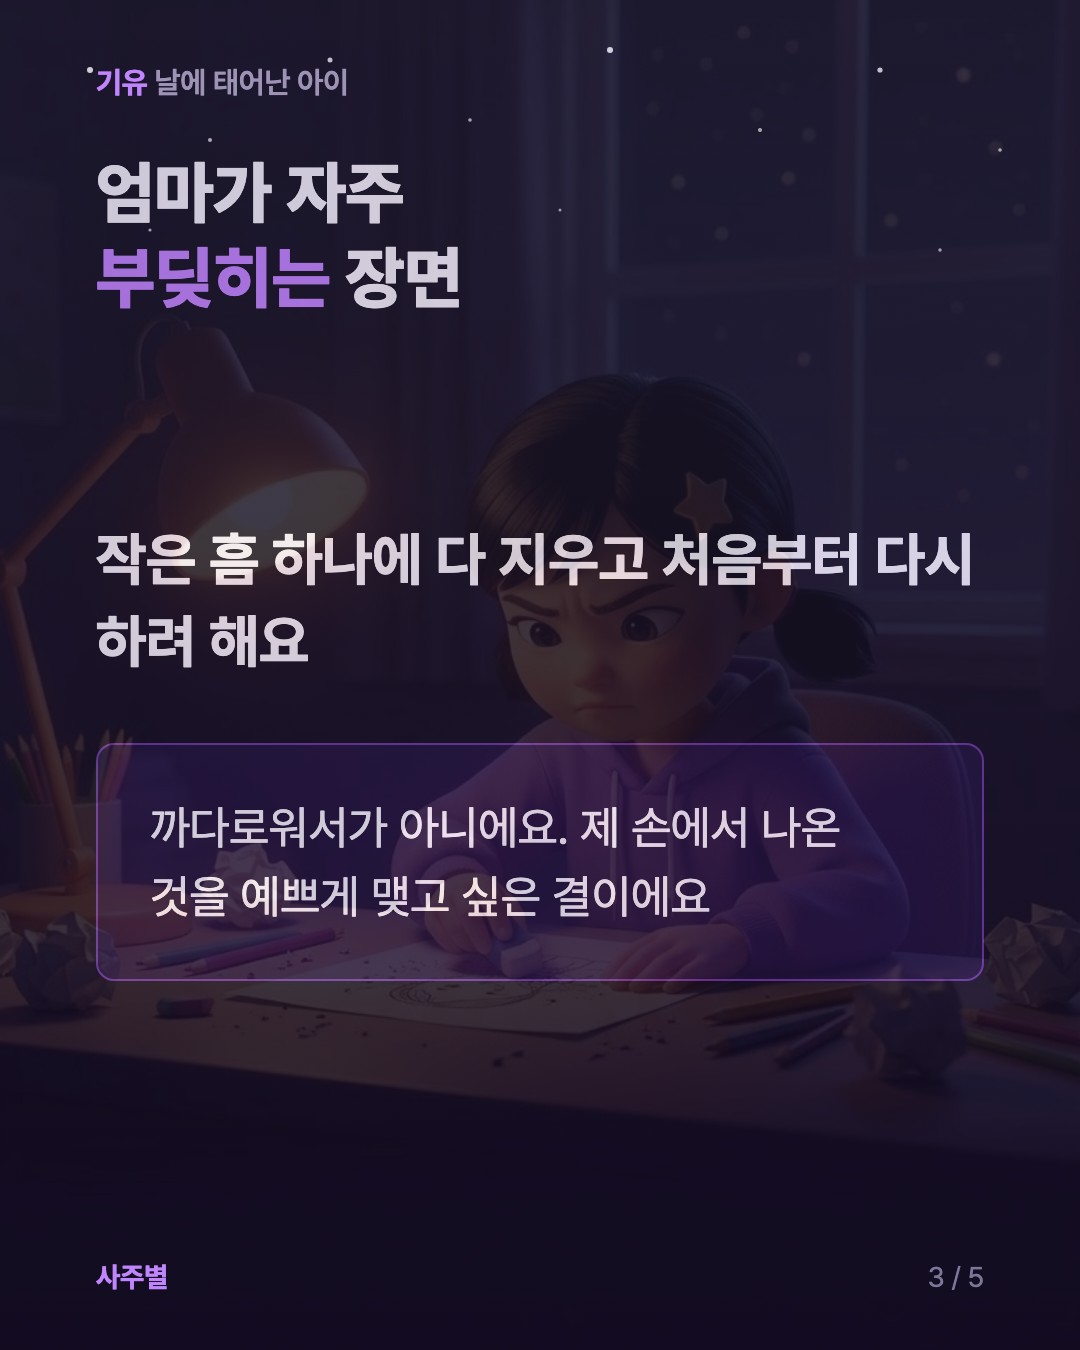 기유 날에 태어난 아이
엄마가 자주
부딪히는 장면
작은 흠 하나에 다 지우고 처음부터 다시
하려 해요
까다로워서가 아니에요. 제 손에서 나온
것을 예쁘게 맺고 싶은 결이에요
사주별
3 / 5